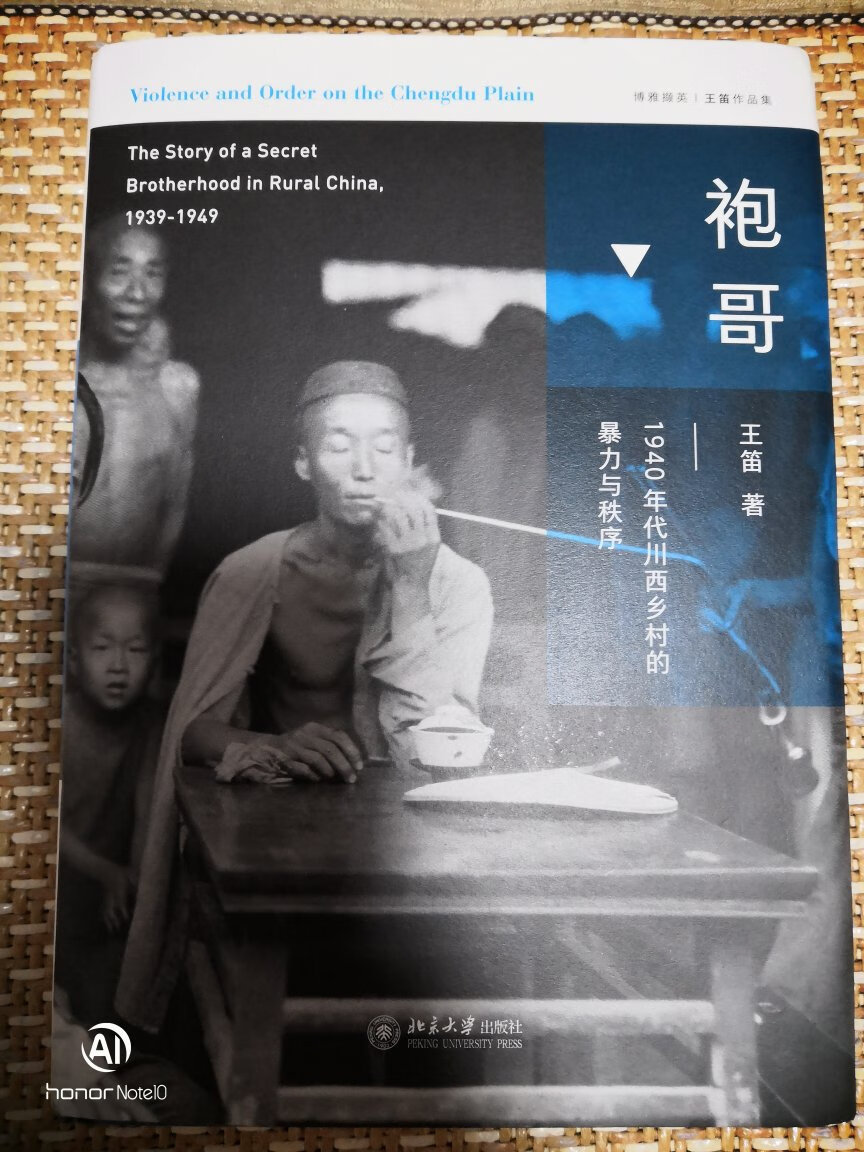 Violence and Order on the Chengdu Plain
博雅撷英 | 王笛作品集
The Story of a Secret
Brotherhood in Rural China,
1939-1949
袍哥
1940年代川西乡村的
暴力与秩序
王笛 著
北京大学出版社
PEKING UNIVERSITY PRESS
AI
honor Note10